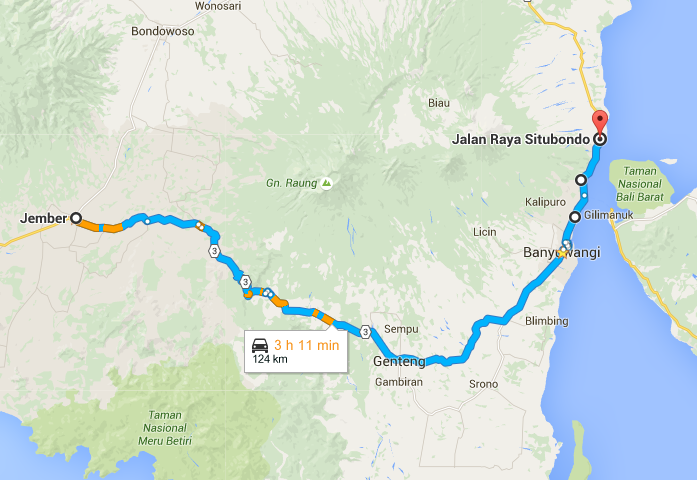 Wonosari
Bondowoso
Biau
Jalan Raya Situbondo
Taman
Nasional
Bali Barat
Gn. Raung
Kalipuro
Jember
Gilimanuk
Licin
3
Banyuwangi
3
Blimbing
3
Sempu
3 h 11 min
124 km
Genteng
Gambiran
Srono
Taman
Nasional
Meru Betiri